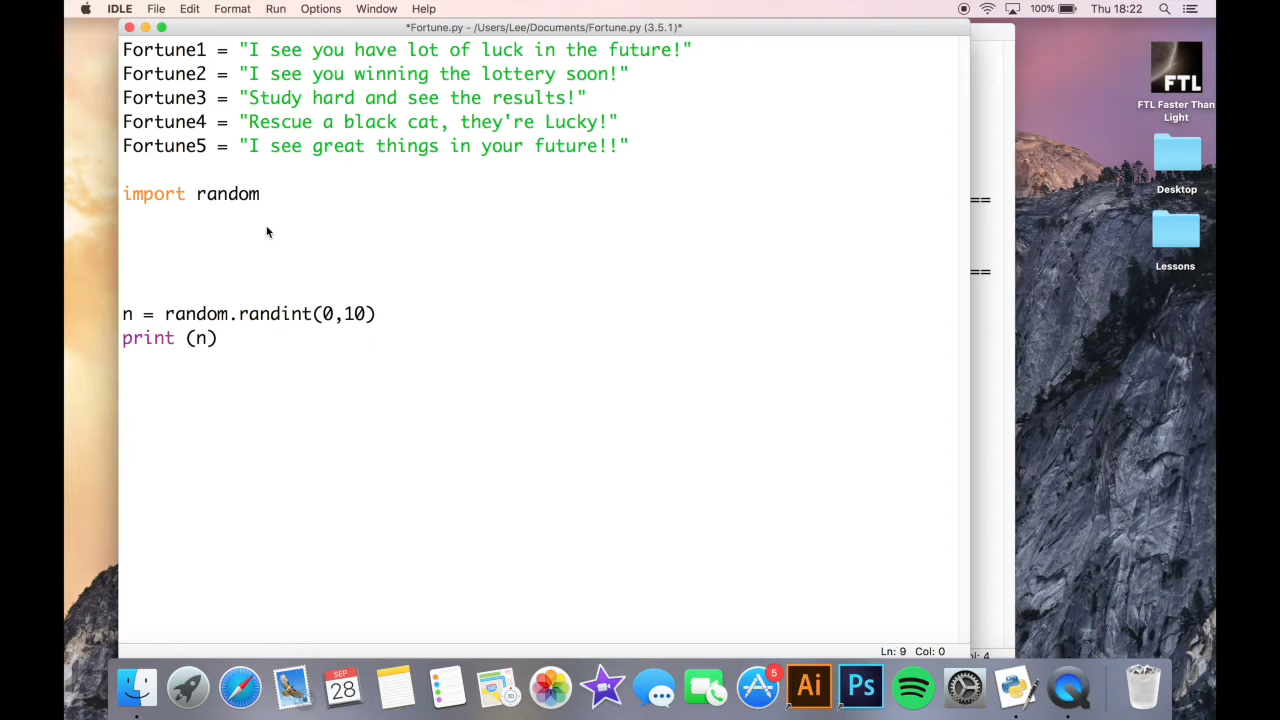 IDLE File Edit Format Run Options Window Help 100% Thu 18:22
*Fortune.py - /Users/Lee/Documents/Fortune.py (3.5.1)*
Fortune1 = "I see you have lot of luck in the future!"
Fortune2 = "I see you winning the lottery soon!"
Fortune3 = "Study hard and see the results!"
Fortune4 = "Rescue a black cat, they're Lucky!"
Fortune5 = "I see great things in your future!!"
import random
n = random.randint(0,10)
print (n)
==
==
Ln: 9 Col: 0
ol: 4
FTL
FTL Faster Than
Light
Desktop
Lessons
SEP
28
30
5
Ai
Ps